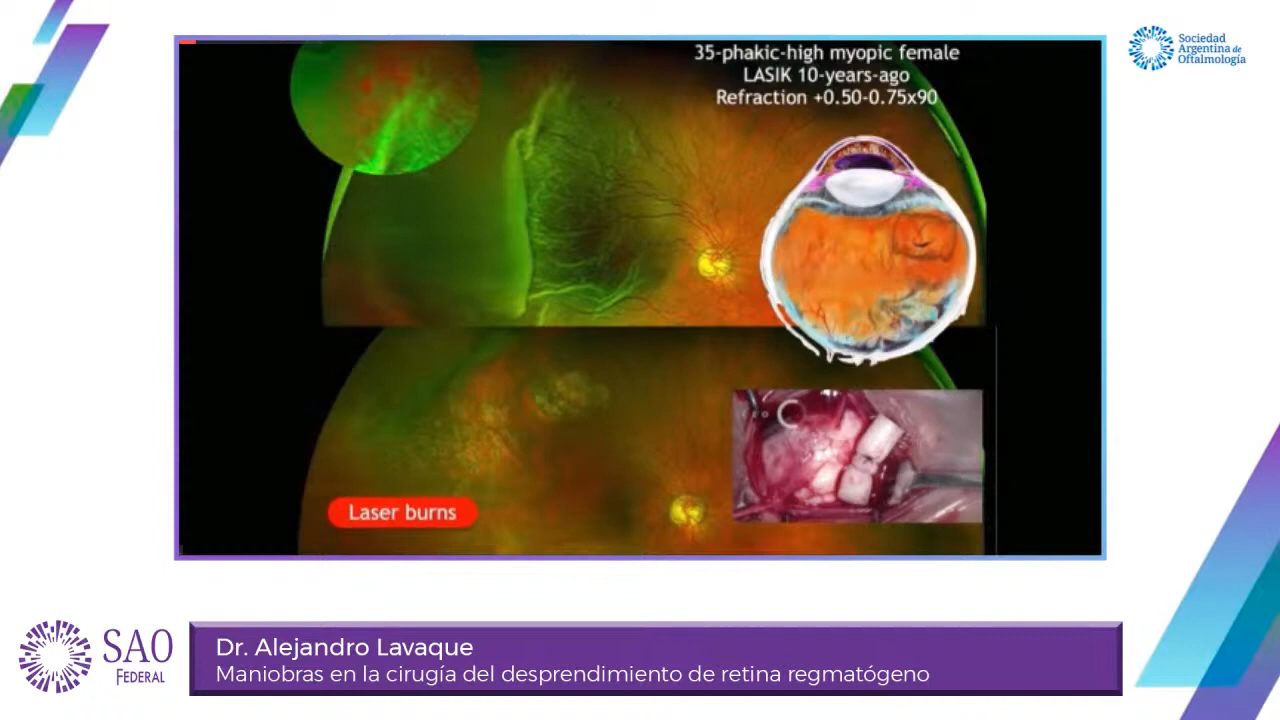 35-phakic-high myopic female
LASIK 10-years-ago
Refraction +0.50-0.75x90
Sociedad
Argentina de
Oftalmología
Laser burns
SAO
FEDERAL
Dr. Alejandro Lavaque
Maniobras en la cirugía del desprendimiento de retina regmatógeno